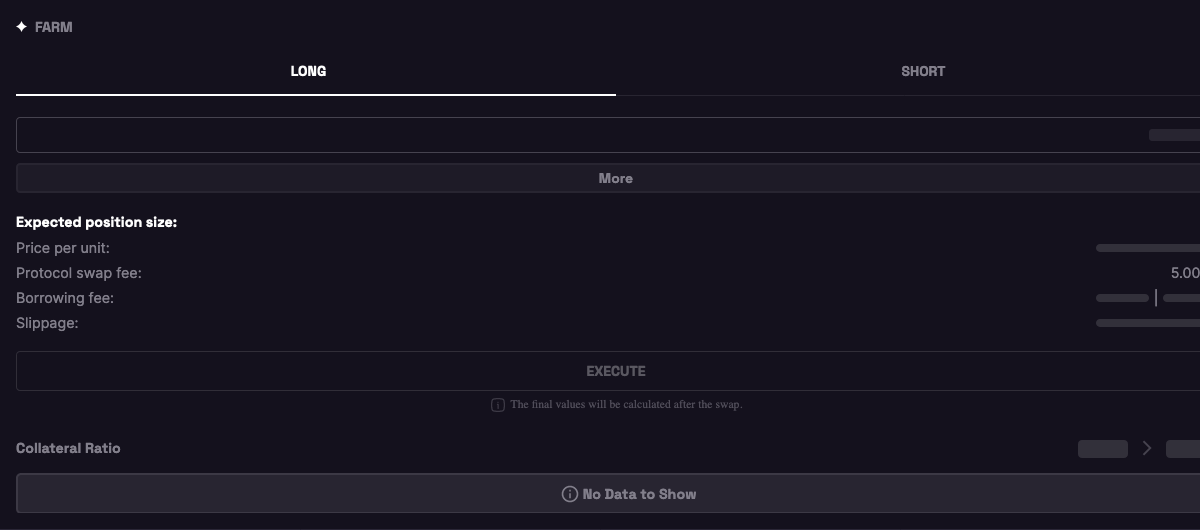 FARM
LONG
SHORT
More
Expected position size:
Price per unit:
Protocol swap fee:
5.00
Borrowing fee:
Slippage:
EXECUTE
The final values will be calculated after the swap.
Collateral Ratio
No Data to Show